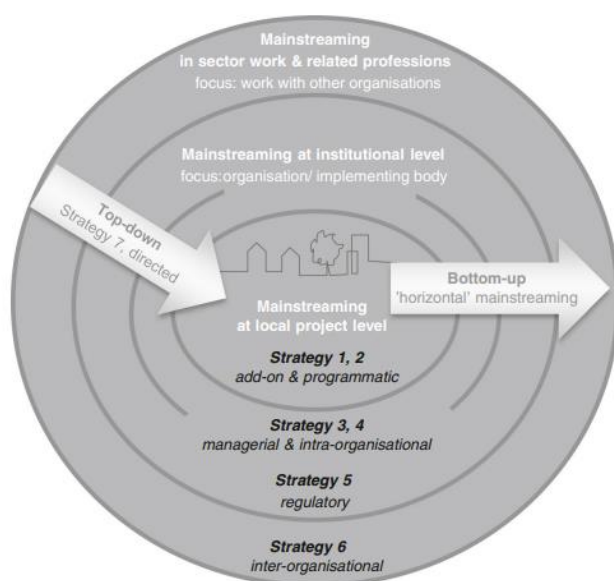 Mainstreaming
in sector work & related professions
focus: work with other organisations
Mainstreaming at institutional level
focus:organisation/ implementing body
Top-down
Strategy 7, directed
Bottom-up
'horizontal' mainstreaming
Mainstreaming
at local project level
Strategy 1, 2
add-on & programmatic
Strategy 3, 4
managerial & intra-organisational
Strategy 5
regulatory
Strategy 6
inter-organisational